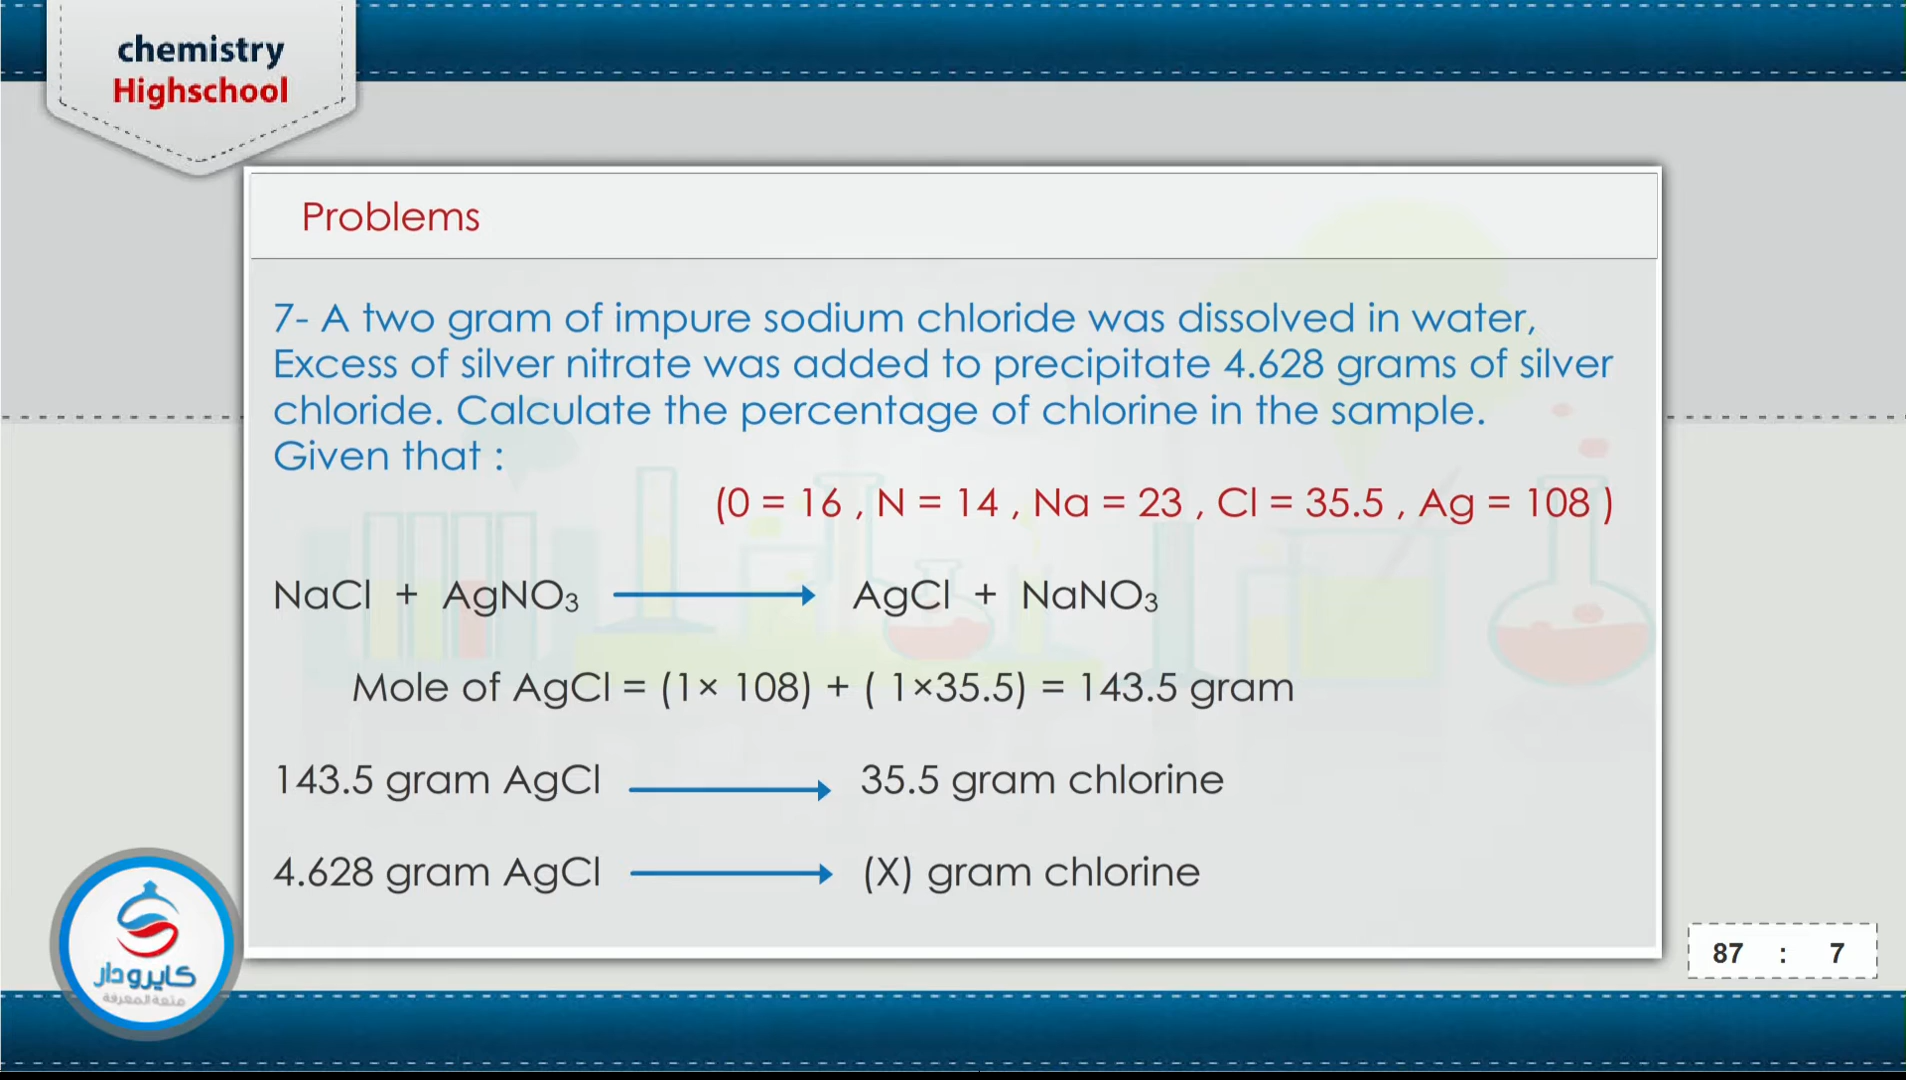 chemistry
Highschool
Problems
7- A two gram of impure sodium chloride was dissolved in water,
Excess of silver nitrate was added to precipitate 4.628 grams of silver
chloride. Calculate the percentage of chlorine in the sample.
Given that :
(0 = 16 , N = 14 , Na = 23 , Cl = 35.5 , Ag = 108 )
NaCl + AgNO₃ → AgCl + NaNO₃
Mole of AgCl = (1× 108) + ( 1×35.5) = 143.5 gram
143.5 gram AgCl → 35.5 gram chlorine
4.628 gram AgCl → (X) gram chlorine
كايرودار
متعة المعرفة
87 : 7